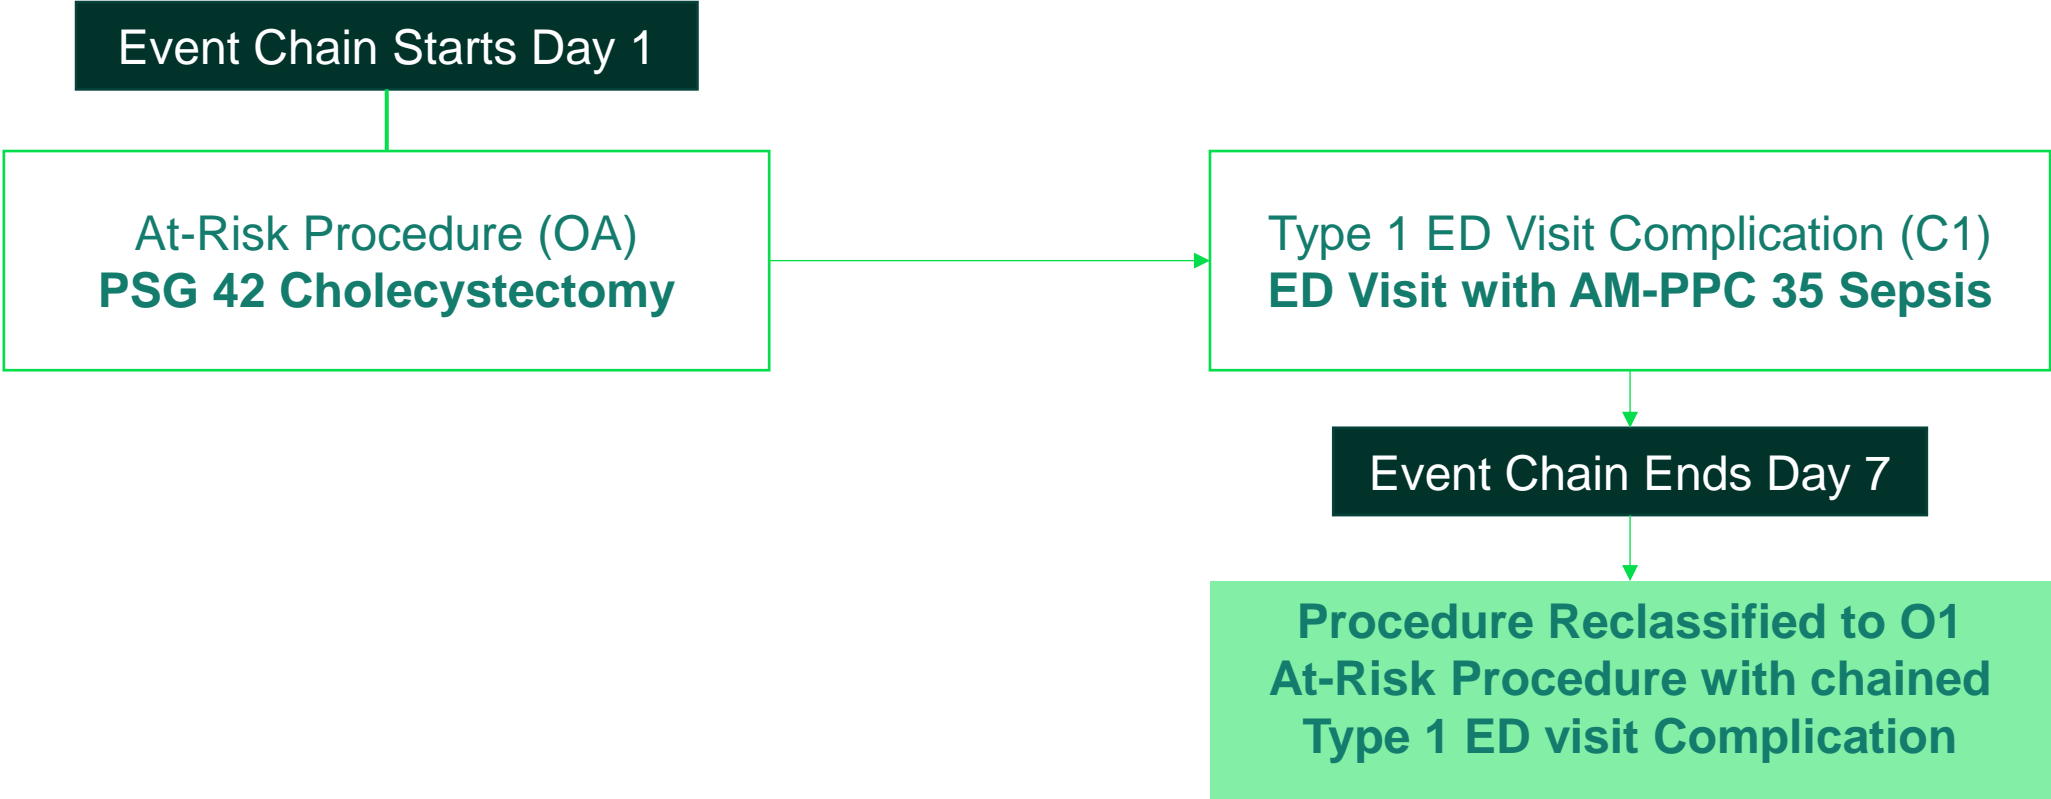 Event Chain Starts Day 1
At-Risk Procedure (OA)
PSG 42 Cholecystectomy
Type 1 ED Visit Complication (C1)
ED Visit with AM-PPC 35 Sepsis
Event Chain Ends Day 7
Procedure Reclassified to O1
At-Risk Procedure with chained
Type 1 ED visit Complication